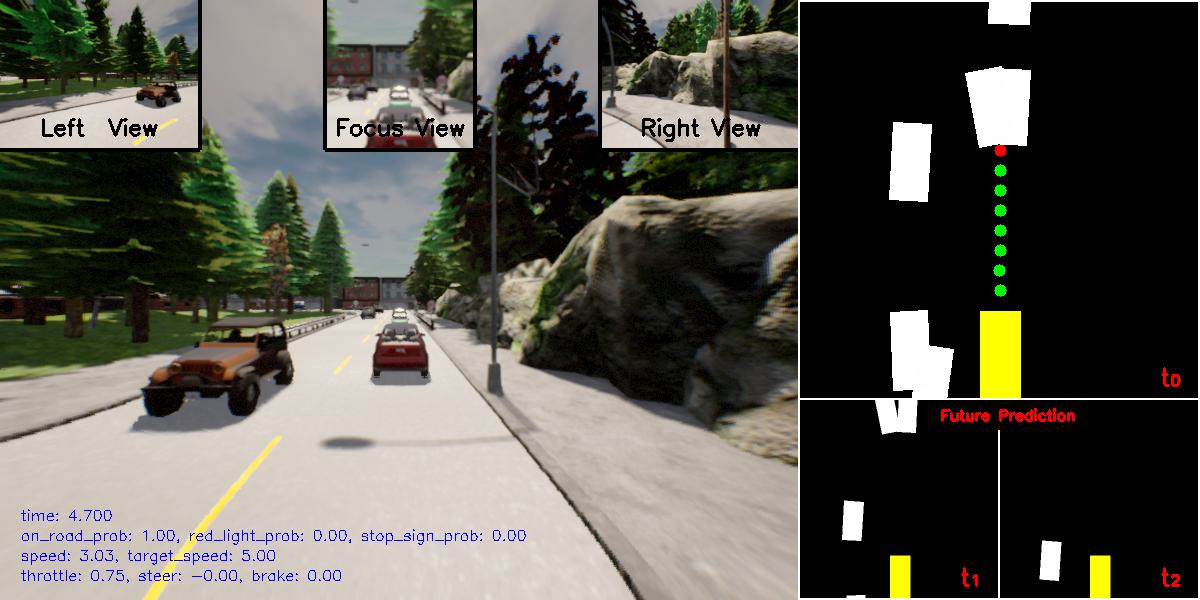 Left View
Focus View
Right View
time: 4.700
on_road_prob: 1.00, red_light_prob: 0.00, stop_sign_prob: 0.00
speed: 3.03, target_speed: 5.00
throttle: 0.75, steer: −0.00, brake: 0.00
t0
Future Prediction
t1
t2